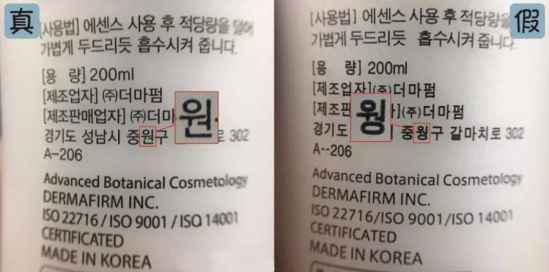 真
[사용법] 에센스 사용 후 적당량을 덜어
가볍게 두드리듯 흡수시켜 줍니다.
[용 량] 200ml
[제조업자] (주)더마펌
[제조판매업자] (주)더마
원
경기도 성남시 중원구 로 302
A-206
Advanced Botanical Cosmetology
DERMAFIRM INC.
ISO 22716 / ISO 9001 / ISO 14001
CERTIFICATED
MADE IN KOREA
假
[사용법] 에센스 사용 후 적당량을
가볍게 두드리듯 흡수시켜 줍니다.
[용 량] 200ml
[제조업자] (주)더마펌
[제조판 자] (주)더마펌
웡
경기도 중웡구 갈마치로 302
A--206
Advanced Botanical Cosmetology
DERMAFIRM INC.
ISO 22716/ISO 9001 / ISO 14001
CERTIFICATED
MADE IN KOREA